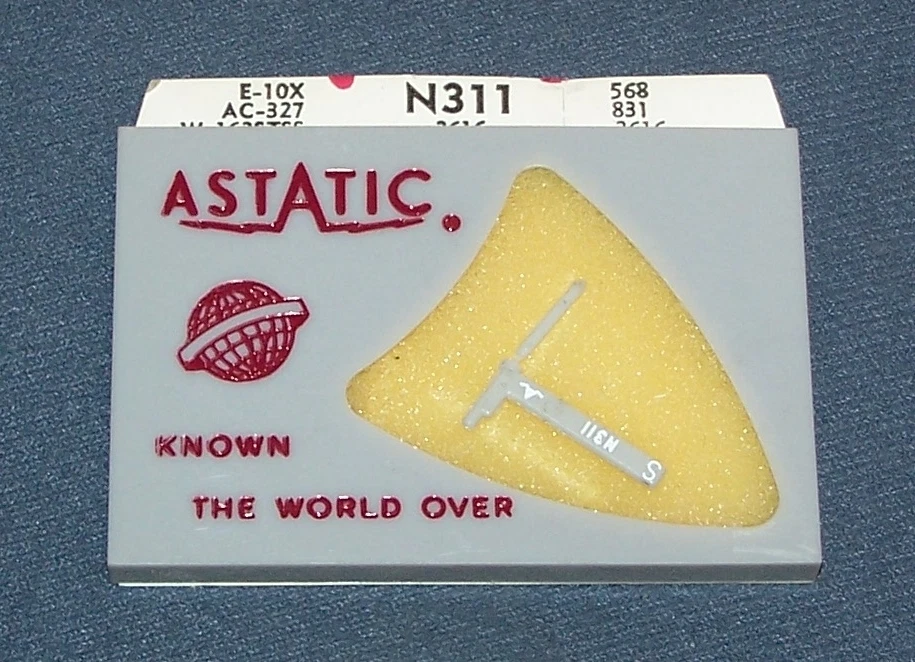 E-10X N311 568
AC-327 831
ASTATIC.
KNOWN
THE WORLD OVER
N311
S